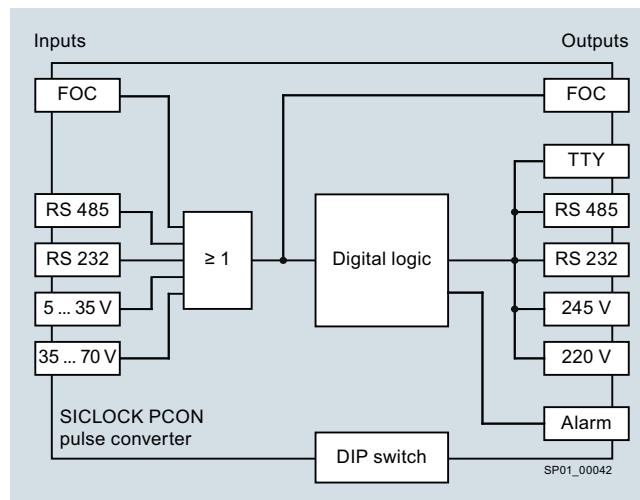 Inputs
Outputs
FOC
FOC
TTY
RS 485
RS 485
≥ 1
Digital logic
RS 232
RS 232
5 ... 35 V
245 V
35 ... 70 V
220 V
SICLOCK PCON
pulse converter
Alarm
DIP switch
SP01_00042